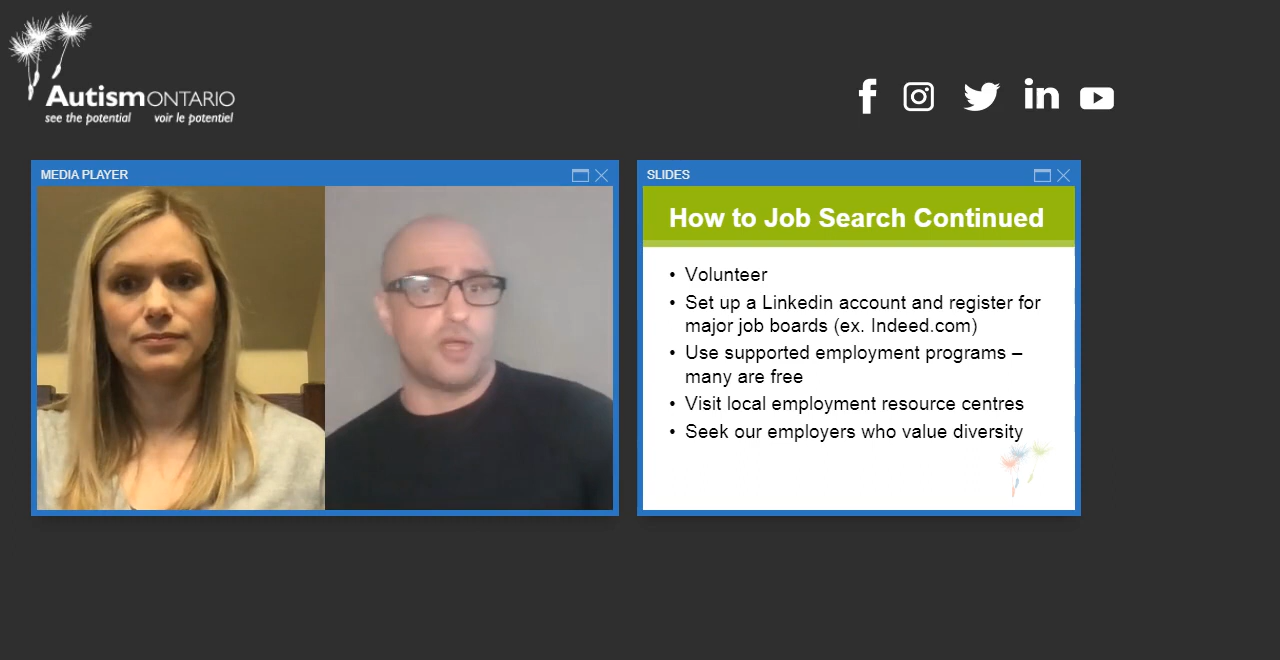 Autism ONTARIO
see the potential voir le potentiel
MEDIA PLAYER
SLIDES
How to Job Search Continued
• Volunteer
• Set up a Linkedin account and register for
major job boards (ex. Indeed.com)
• Use supported employment programs –
many are free
• Visit local employment resource centres
• Seek our employers who value diversity